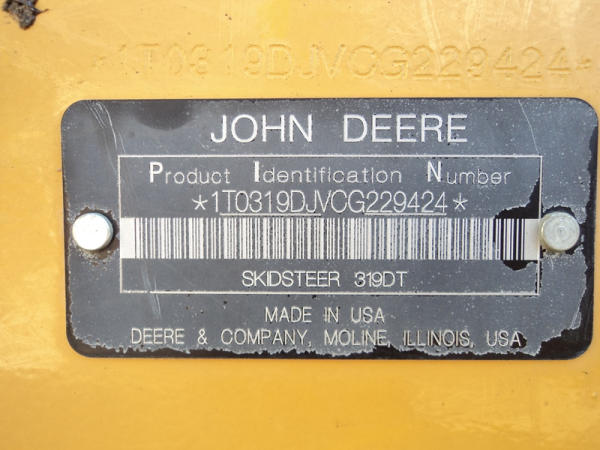 *1T0319DJVCG229424*
JOHN DEERE
Product Identification Number
*1T0319DJVCG229424*
SKIDSTEER 319DT
MADE IN USA
DEERE & COMPANY, MOLINE, ILLINOIS, USA